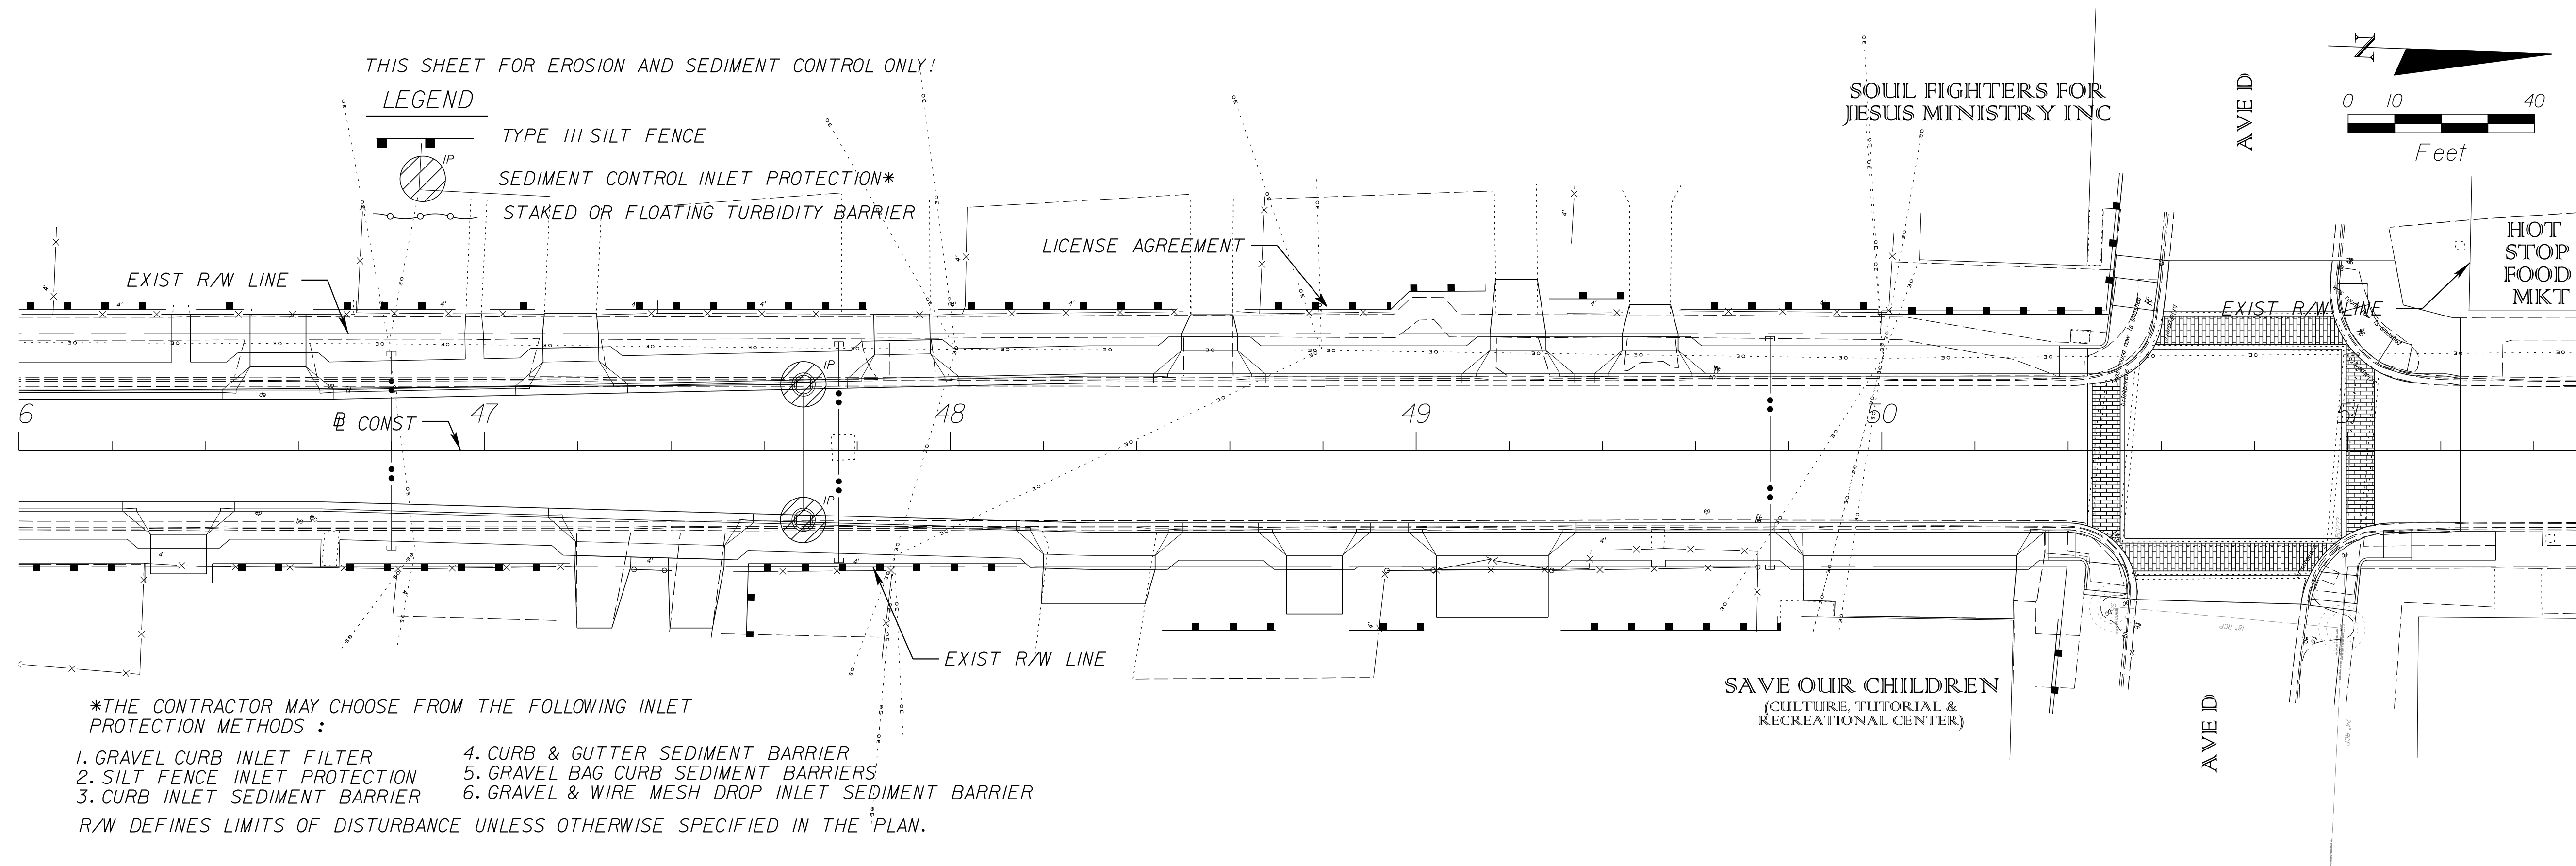 THIS SHEET FOR EROSION AND SEDIMENT CONTROL ONLY!
LEGEND
TYPE III SILT FENCE
IP
SEDIMENT CONTROL INLET PROTECTION*
STAKED OR FLOATING TURBIDITY BARRIER
SOUL FIGHTERS FOR
JESUS MINISTRY INC
AVE D
N
0 10 40
Feet
HOT
STOP
FOOD
MKT
LICENSE AGREEMENT
EXIST R/W LINE
EXIST R/W LINE
IP
6 47 48 49 50 51
B CONST
IP
EXIST R/W LINE
18" RCP
24" RCP
SAVE OUR CHILDREN
(CULTURE, TUTORIAL &
RECREATIONAL CENTER)
AVE D
*THE CONTRACTOR MAY CHOOSE FROM THE FOLLOWING INLET
PROTECTION METHODS :
1. GRAVEL CURB INLET FILTER
2. SILT FENCE INLET PROTECTION
3. CURB INLET SEDIMENT BARRIER
4. CURB & GUTTER SEDIMENT BARRIER
5. GRAVEL BAG CURB SEDIMENT BARRIERS
6. GRAVEL & WIRE MESH DROP INLET SEDIMENT BARRIER
R/W DEFINES LIMITS OF DISTURBANCE UNLESS OTHERWISE SPECIFIED IN THE PLAN.